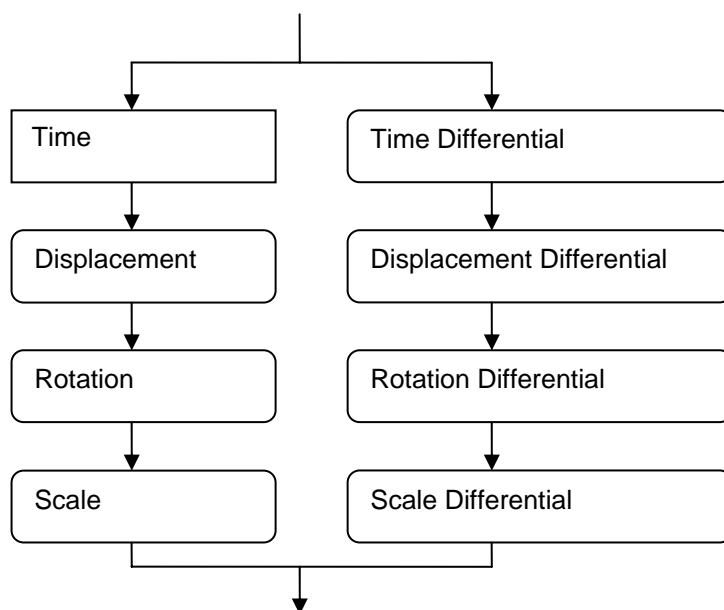 Time
Time Differential
Displacement
Displacement Differential
Rotation
Rotation Differential
Scale
Scale Differential